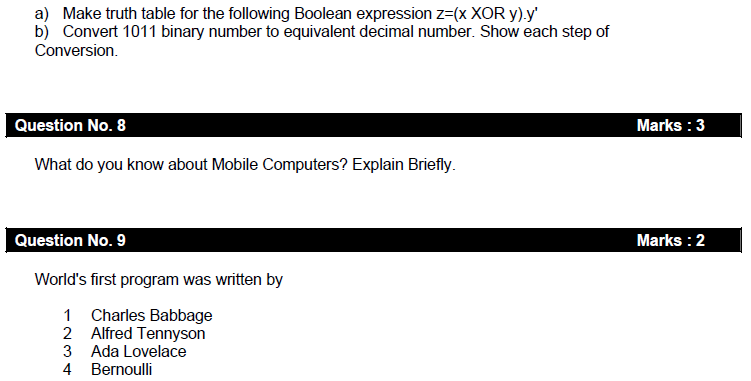 a) Make truth table for the following Boolean expression z=(x XOR y).y'
b) Convert 1011 binary number to equivalent decimal number. Show each step of
Conversion.
Question No. 8 Marks : 3
What do you know about Mobile Computers? Explain Briefly.
Question No. 9 Marks : 2
World's first program was written by
1 Charles Babbage
2 Alfred Tennyson
3 Ada Lovelace
4 Bernoulli